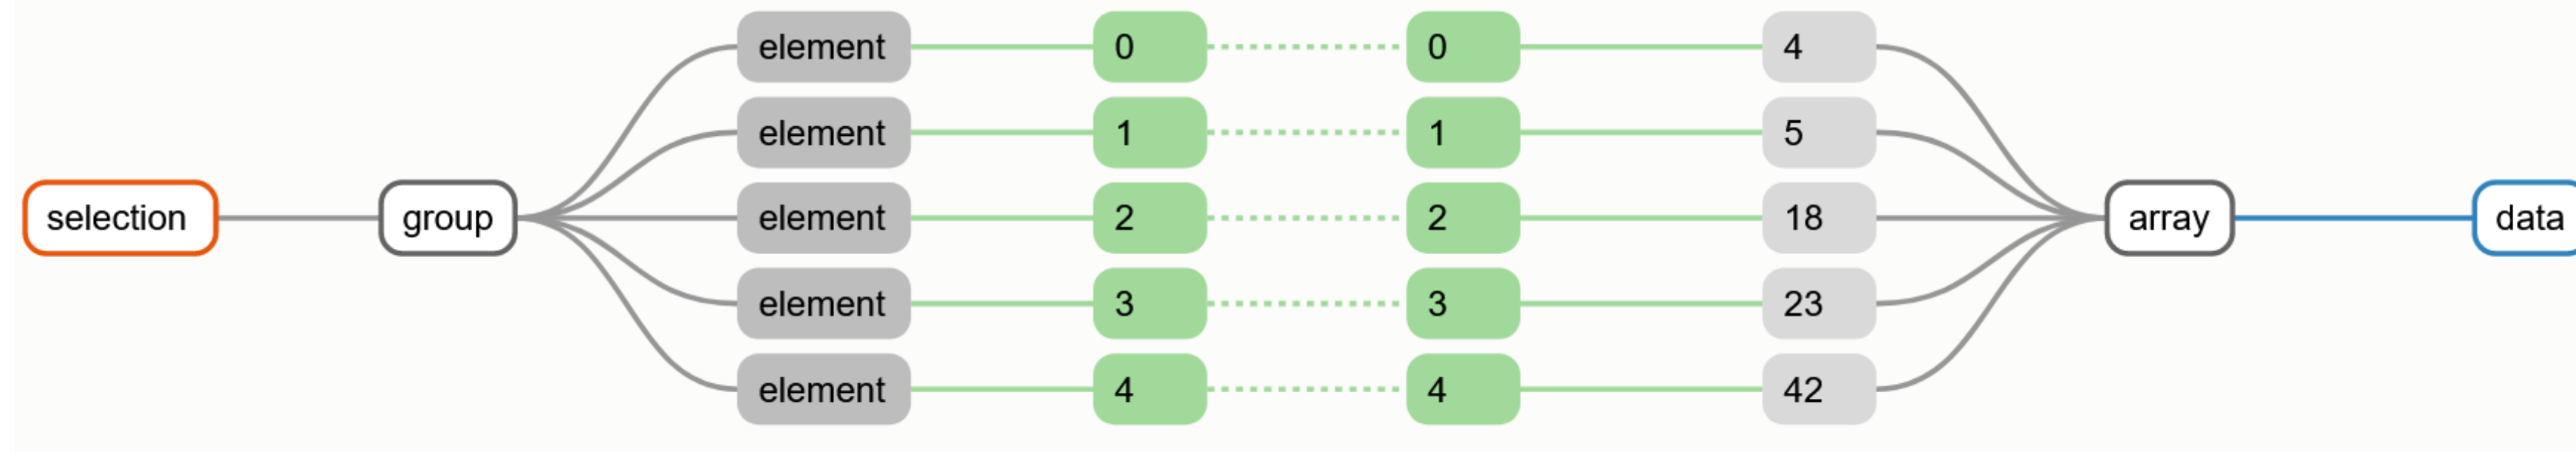 element 0 0 4
element 1 1 5
selection group element 2 2 18 array data
element 3 3 23
element 4 4 42